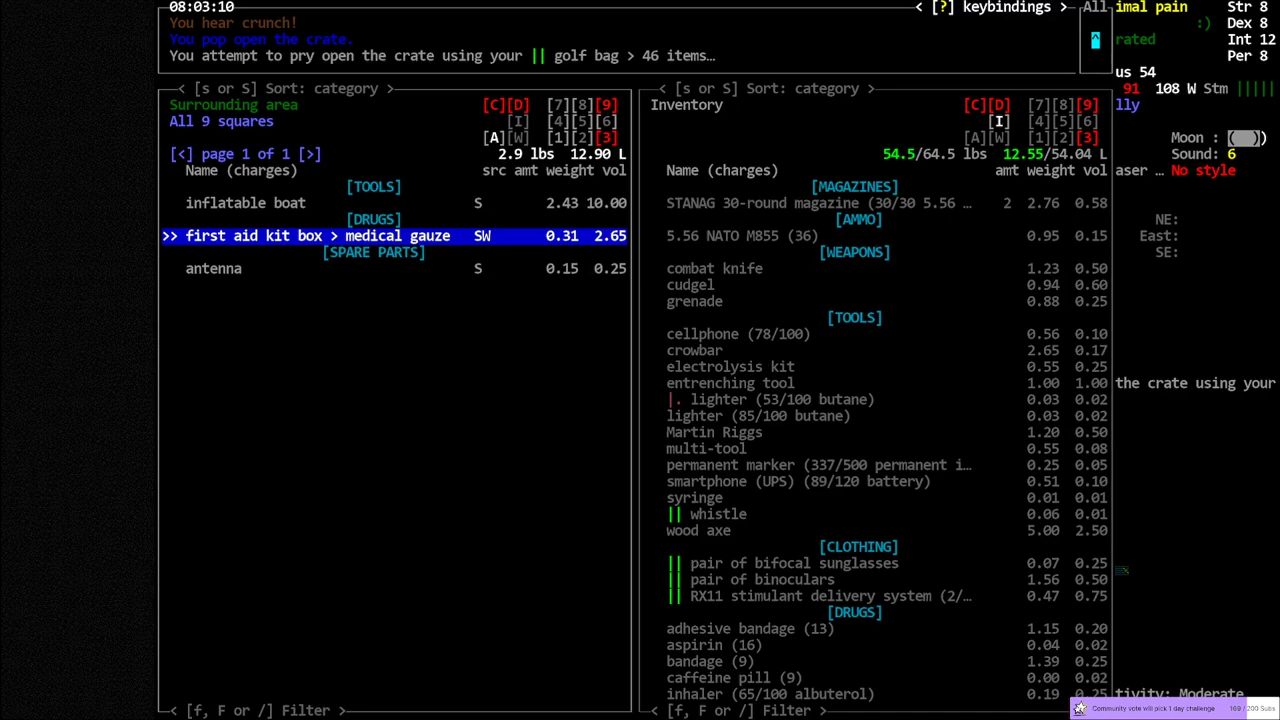 08:03:10
< [?] keybindings > All imal pain Str 8
You hear crunch! :) Dex 8
You pop open the crate. rated Int 12
You attempt to pry open the crate using your || golf bag > 46 items… ^ Per 8
us 54
< [s or S] Sort: category > < [s or S] Sort: category > 91 108 W Stm |||||
Surrounding area [C][D] [7][8][9] Inventory [C][D] [7][8][9] lly
All 9 squares [I] [4][5][6] [I] [4][5][6]
[A][W] [1][2][3] [A][W] [1][2][3] Moon : ( )
[<] page 1 of 1 [>] 2.9 lbs 12.90 L 54.5/64.5 lbs 12.55/54.04 L Sound: 6
Name (charges) src amt weight vol Name (charges) amt weight vol aser … No style
[TOOLS] [MAGAZINES]
inflatable boat S 2.43 10.00 STANAG 30-round magazine (30/30 5.56 … 2 2.76 0.58
[DRUGS] [AMMO] NE:
>> first aid kit box > medical gauze SW 0.31 2.65 5.56 NATO M855 (36) 0.95 0.15 East:
[SPARE PARTS] [WEAPONS] SE:
antenna S 0.15 0.25 combat knife 1.23 0.50
cudgel 0.94 0.60
grenade 0.88 0.25
[TOOLS]
cellphone (78/100) 0.56 0.10
crowbar 2.65 0.17
electrolysis kit 0.55 0.25
entrenching tool 1.00 1.00 the crate using your
|. lighter (53/100 butane) 0.03 0.02
lighter (85/100 butane) 0.03 0.02
Martin Riggs 1.20 0.50
multi-tool 0.55 0.08
permanent marker (337/500 permanent i… 0.25 0.05
smartphone (UPS) (89/120 battery) 0.51 0.10
syringe 0.01 0.01
|| whistle 0.06 0.01
wood axe 5.00 2.50
[CLOTHING]
|| pair of bifocal sunglasses 0.07 0.25
|| pair of binoculars 1.56 0.50
|| RX11 stimulant delivery system (2/… 0.47 0.75
[DRUGS]
adhesive bandage (13) 1.15 0.20
aspirin (16) 0.04 0.02
bandage (9) 1.39 0.25
caffeine pill (9) 0.00 0.02
inhaler (65/100 albuterol) 0.19 0.25 tivity: Moderate
< [f, F or /] Filter > < [f, F or /] Filter > Community vote will pick 1 day challenge 169 / 200 Subs